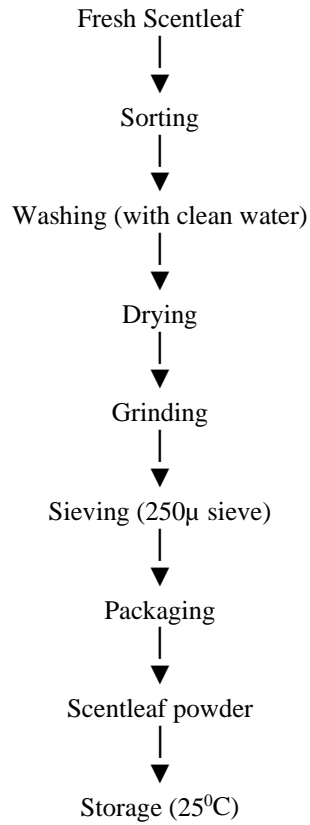 Fresh Scentleaf
Sorting
Washing (with clean water)
Drying
Grinding
Sieving (250µ sieve)
Packaging
Scentleaf powder
Storage (25⁰C)